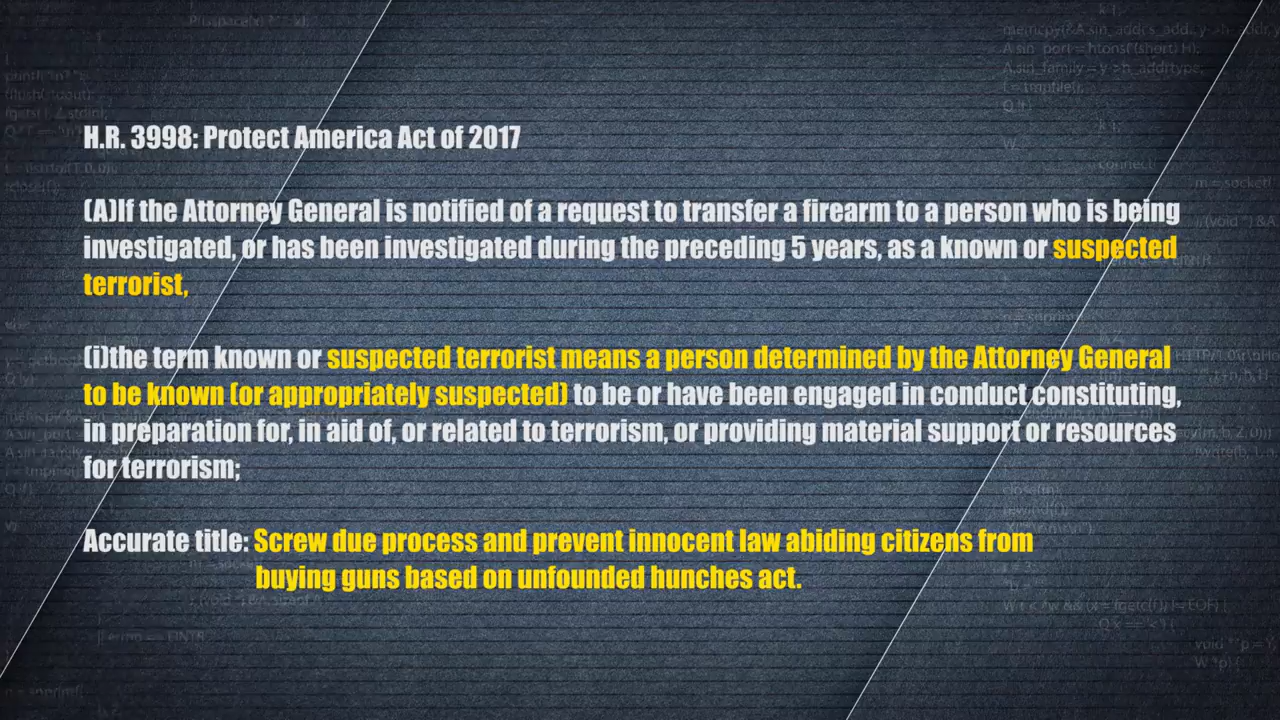 H.R. 3998: Protect America Act of 2017
(A)If the Attorney General is notified of a request to transfer a firearm to a person who is being
investigated, or has been investigated during the preceding 5 years, as a known or suspected
terrorist,
(i)the term known or suspected terrorist means a person determined by the Attorney General
to be known (or appropriately suspected) to be or have been engaged in conduct constituting,
in preparation for, in aid of, or related to terrorism, or providing material support or resources
for terrorism;
Accurate title: Screw due process and prevent innocent law abiding citizens from
buying guns based on unfounded hunches act.